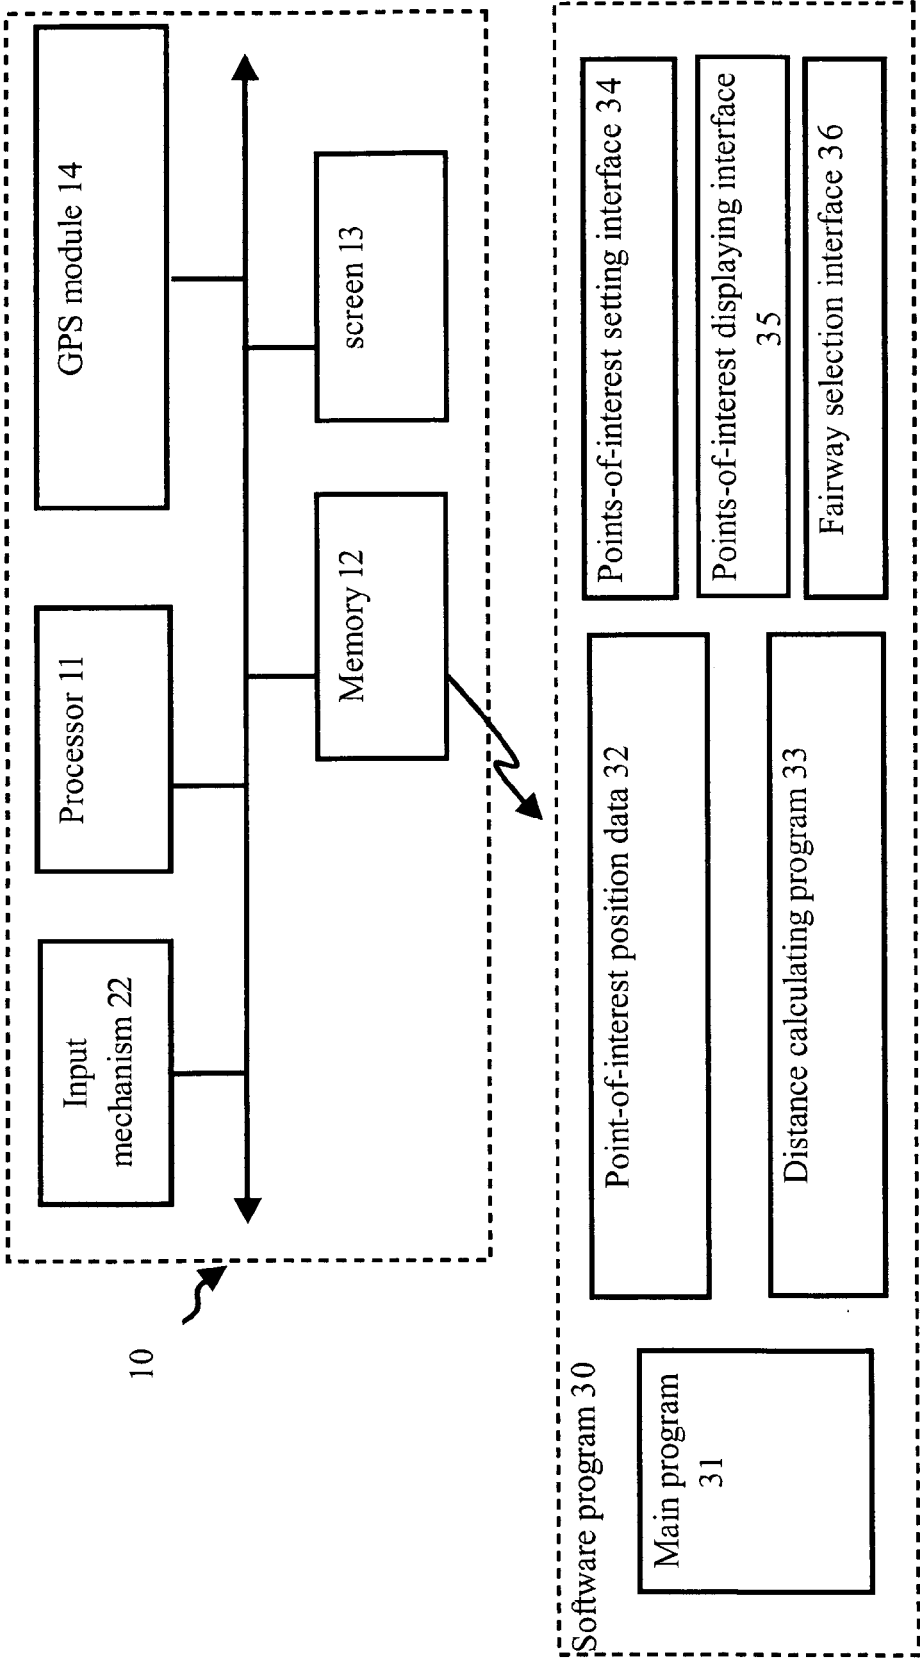 Input
mechanism 22
Processor 11
GPS module 14
Memory 12
screen 13
10
Software program 30
Main program
31
Point-of-interest position data 32
Distance calculating program 33
Points-of-interest setting interface 34
Points-of-interest displaying interface
35
Fairway selection interface 36